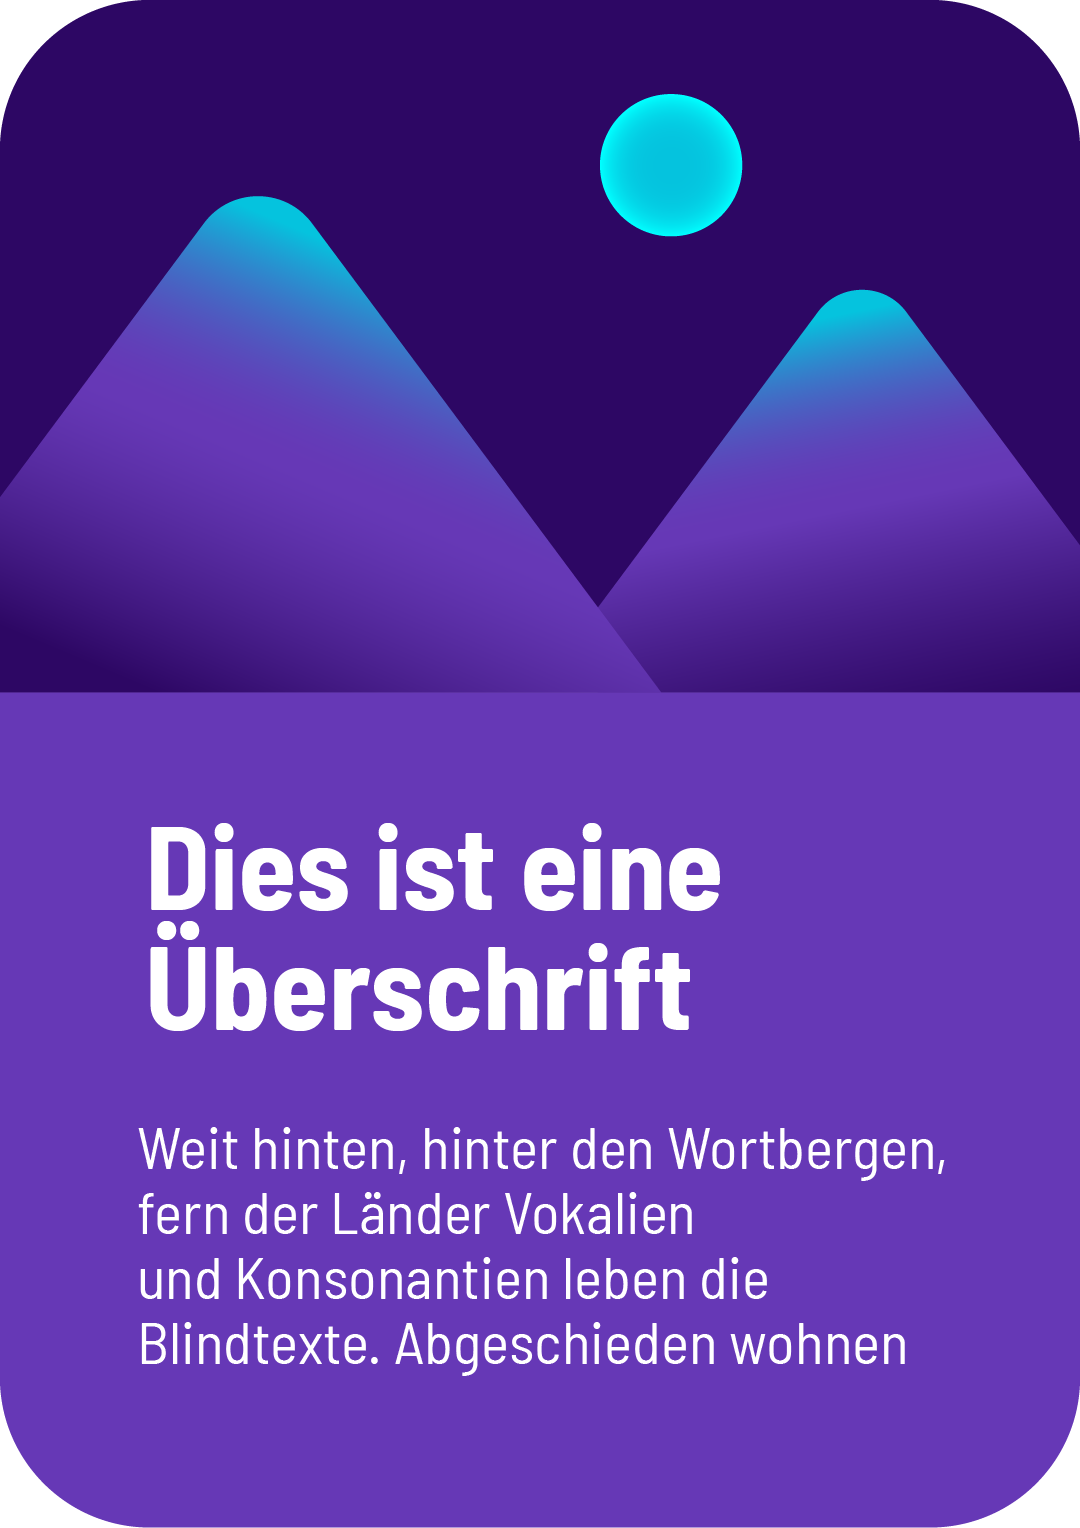 Dies ist eine
Überschrift
Weit hinten, hinter den Wortbergen,
fern der Länder Vokalien
und Konsonantien leben die
Blindtexte. Abgeschieden wohnen